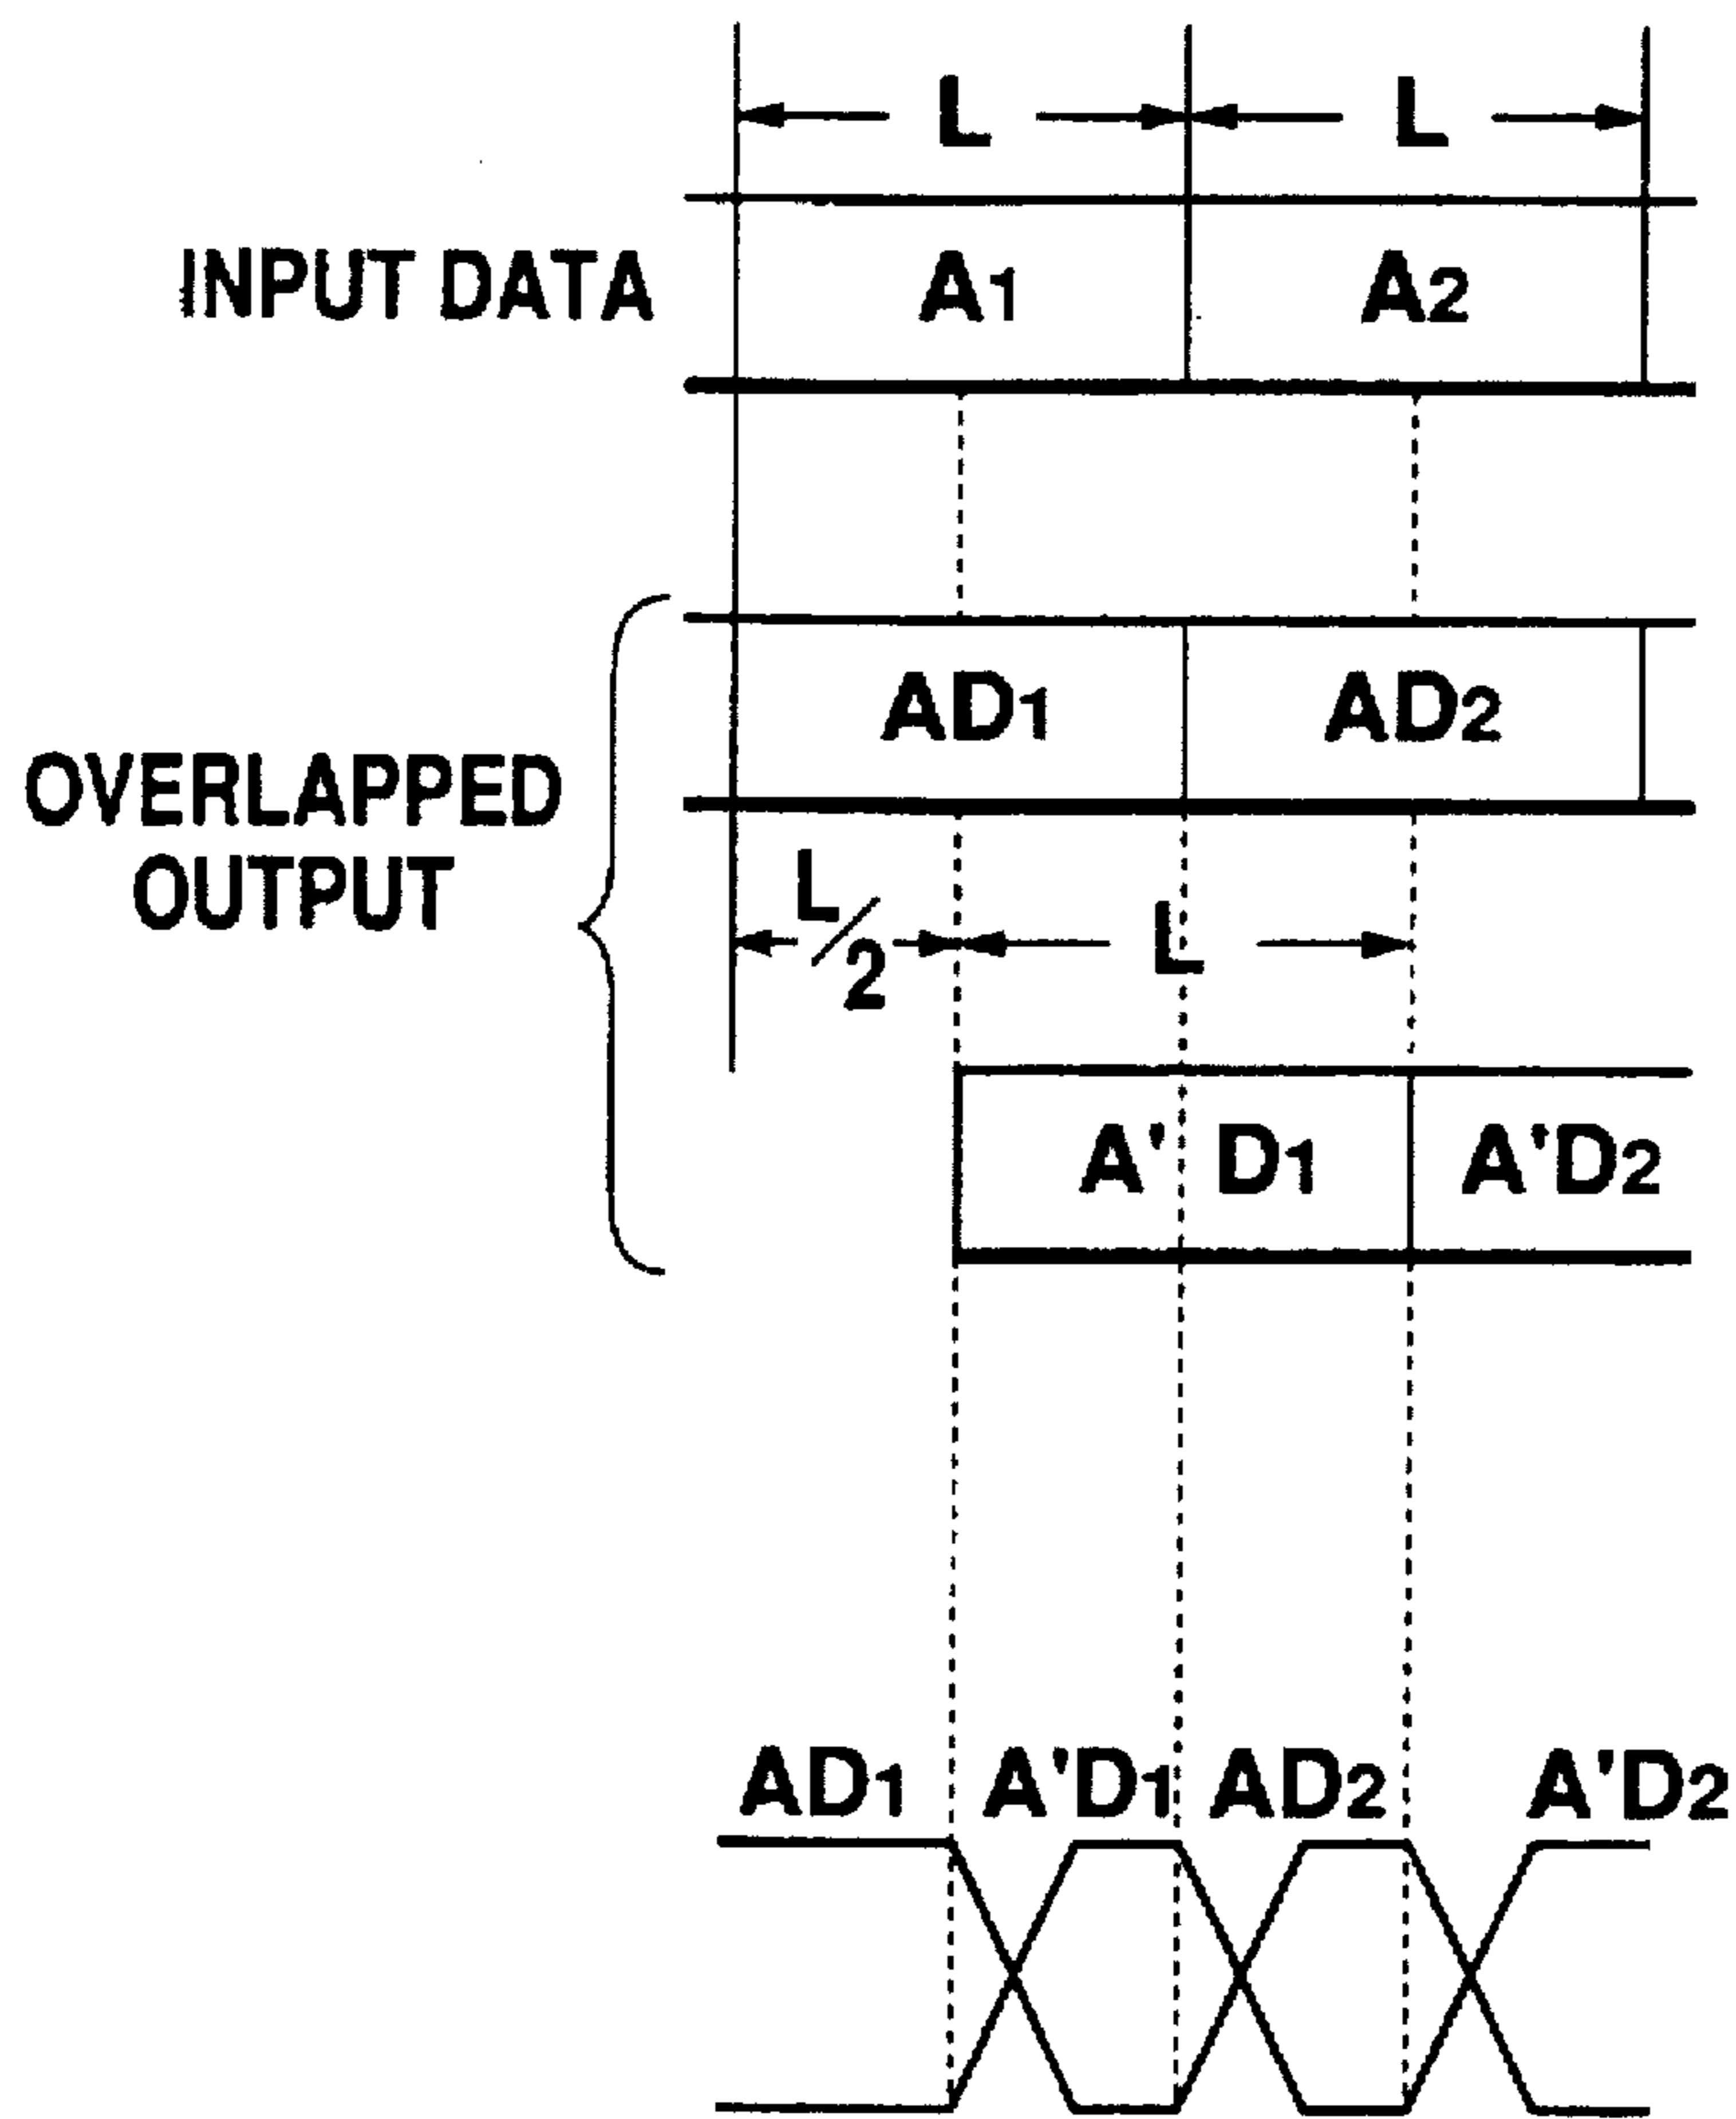 L L
INPUT DATA A1 A2
AD1 AD2
OVERLAPPED
OUTPUT
L/2 L
A' D1 A'D2
AD1 A'D1 AD2 A'D2